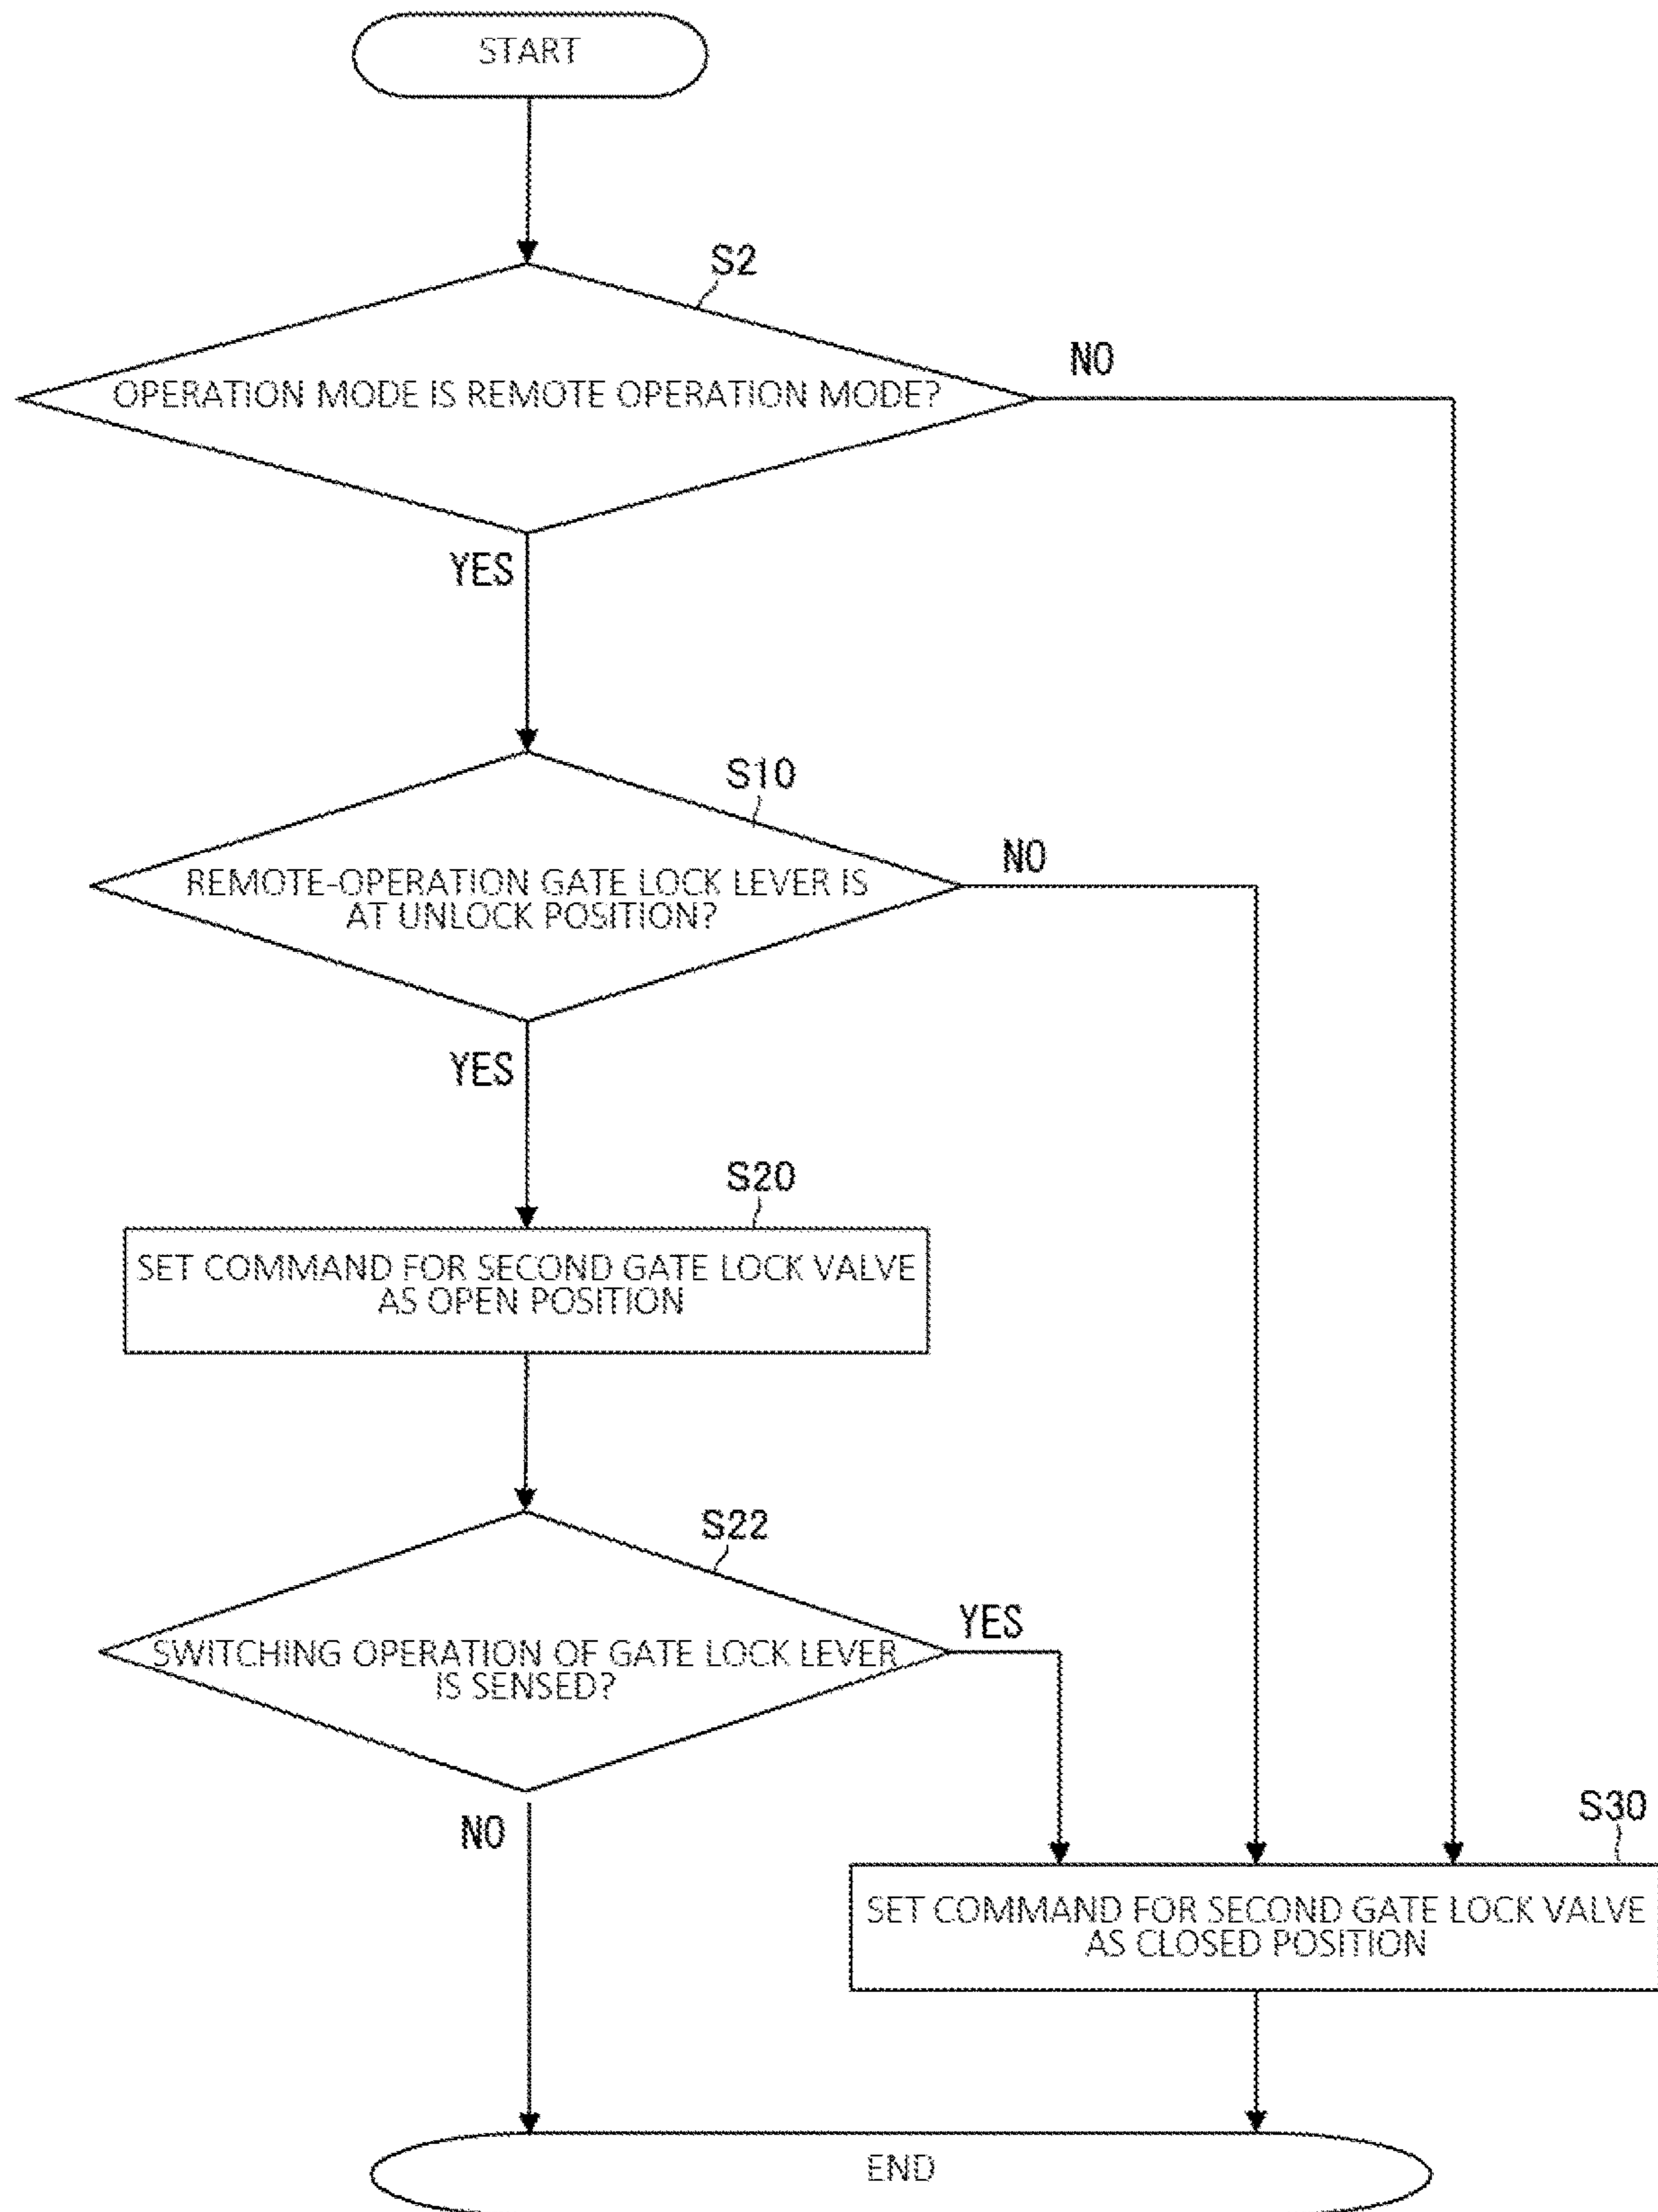 START
S2
NO
OPERATION MODE IS REMOTE OPERATION MODE?
YES
S10
NO
REMOTE-OPERATION GATE LOCK LEVER IS
AT UNLOCK POSITION?
YES
S20
SET COMMAND FOR SECOND GATE LOCK VALVE
AS OPEN POSITION
S22
YES
SWITCHING OPERATION OF GATE LOCK LEVER
IS SENSED?
NO
S30
SET COMMAND FOR SECOND GATE LOCK VALVE
AS CLOSED POSITION
END